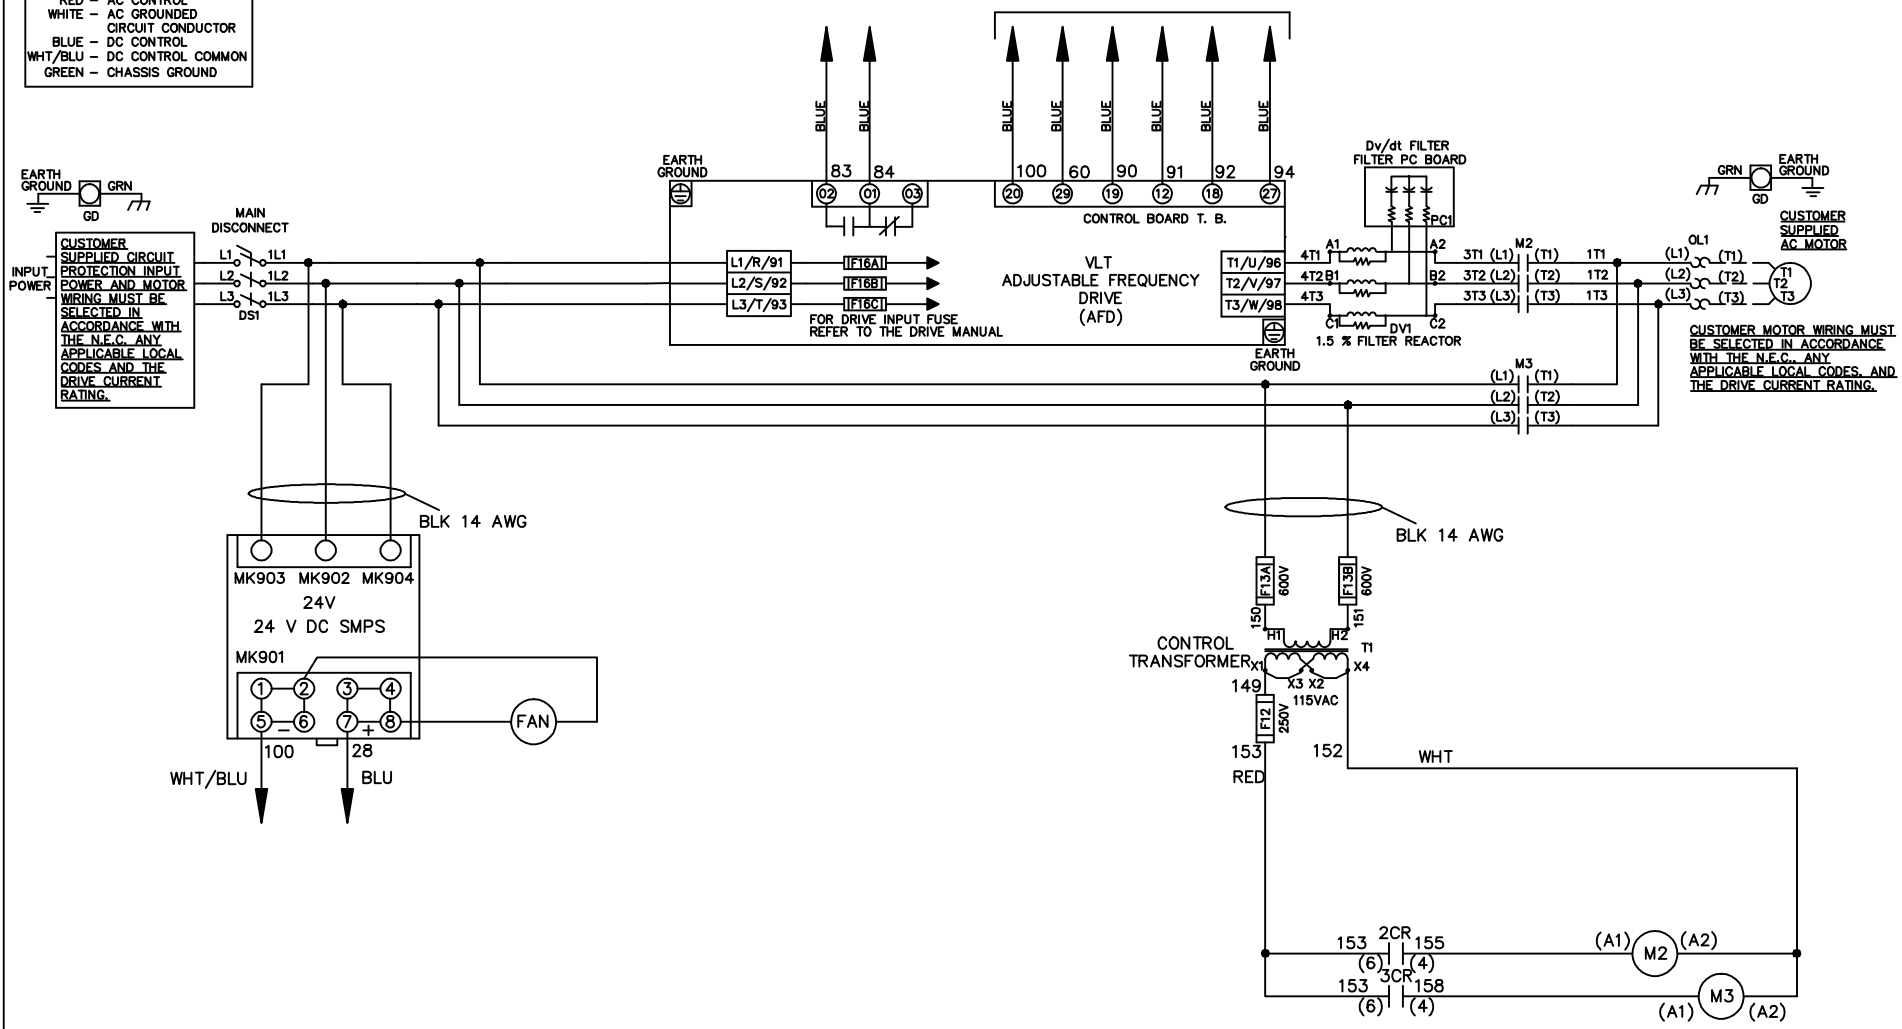 RED – AC CONTROL
WHITE – AC GROUNDED
CIRCUIT CONDUCTOR
BLUE – DC CONTROL
WHT/BLU – DC CONTROL COMMON
GREEN – CHASSIS GROUND
BLUE
BLUE
BLUE
BLUE
BLUE
BLUE
BLUE
BLUE
EARTH
GROUND
GRN
GD
MAIN
DISCONNECT
L1 1L1
L2 1L2
L3 1L3
DS1
INPUT
POWER
CUSTOMER
SUPPLIED CIRCUIT
PROTECTION INPUT
POWER AND MOTOR
WIRING MUST BE
SELECTED IN
ACCORDANCE WITH
THE N.E.C. ANY
APPLICABLE LOCAL
CODES AND THE
DRIVE CURRENT
RATING.
EARTH
GROUND
83 84
02 01 03
100 60 90 91 92 94
20 29 19 12 18 27
CONTROL BOARD T. B.
L1/R/91
L2/S/92
L3/T/93
F16A
F16B
F16C
FOR DRIVE INPUT FUSE
REFER TO THE DRIVE MANUAL
VLT
ADJUSTABLE FREQUENCY
DRIVE
(AFD)
T1/U/96
T2/V/97
T3/W/98
EARTH
GROUND
Dv/dt FILTER
FILTER PC BOARD
PC1
4T1 A1 A2
4T2 B1 B2
4T3 C1 C2
DV1
1.5 % FILTER REACTOR
M2
3T1 (L1) (T1) 1T1
3T2 (L2) (T2) 1T2
3T3 (L3) (T3) 1T3
OL1
(L1) (T1)
(L2) (T2)
(L3) (T3)
T1
T2
T3
GRN
EARTH
GROUND
GD
CUSTOMER
SUPPLIED
AC MOTOR
CUSTOMER MOTOR WIRING MUST
BE SELECTED IN ACCORDANCE
WITH THE N.E.C., ANY
APPLICABLE LOCAL CODES, AND
THE DRIVE CURRENT RATING.
M3
(L1) (T1)
(L2) (T2)
(L3) (T3)
BLK 14 AWG
MK903 MK902 MK904
24V
24 V DC SMPS
MK901
1 2 3 4
5 – 6 7 + 8
FAN
100 28
WHT/BLU BLU
BLK 14 AWG
F13A
600V
F13B
600V
150
151
H1 H2
T1
CONTROL
TRANSFORMER
X1 X4
X3 X2
115VAC
149
F12
250V
153
RED
152
WHT
2CR
153 155
(6) (4)
(A1) M2 (A2)
3CR
153 158
(6) (4)
(A1) M3 (A2)